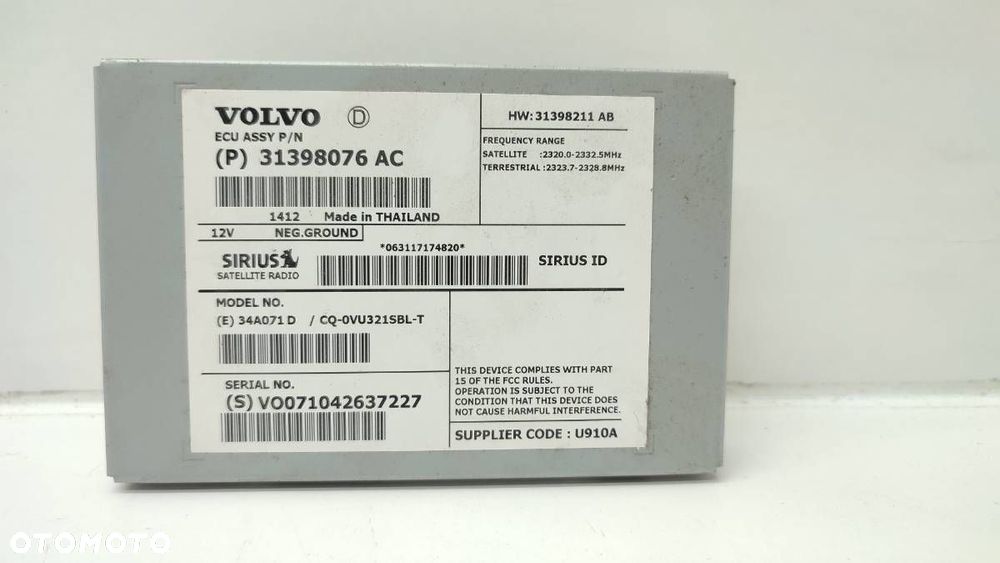 VOLVO D
ECU ASSY P/N
(P) 31398076 AC
1412 Made in THAILAND
HW: 31398211 AB
FREQUENCY RANGE
SATELLITE :2320.0-2332.5MHz
TERRESTRIAL :2323.7-2328.8MHz
12V NEG.GROUND
*063117174820*
SIRIUS
SATELLITE RADIO
SIRIUS ID
MODEL NO.
(E) 34A071 D / CQ-0VU321SBL-T
SERIAL NO.
(S) VO071042637227
THIS DEVICE COMPLIES WITH PART
15 OF THE FCC RULES.
OPERATION IS SUBJECT TO THE
CONDITION THAT THIS DEVICE DOES
NOT CAUSE HARMFUL INTERFERENCE.
SUPPLIER CODE : U910A
OTOMOTO